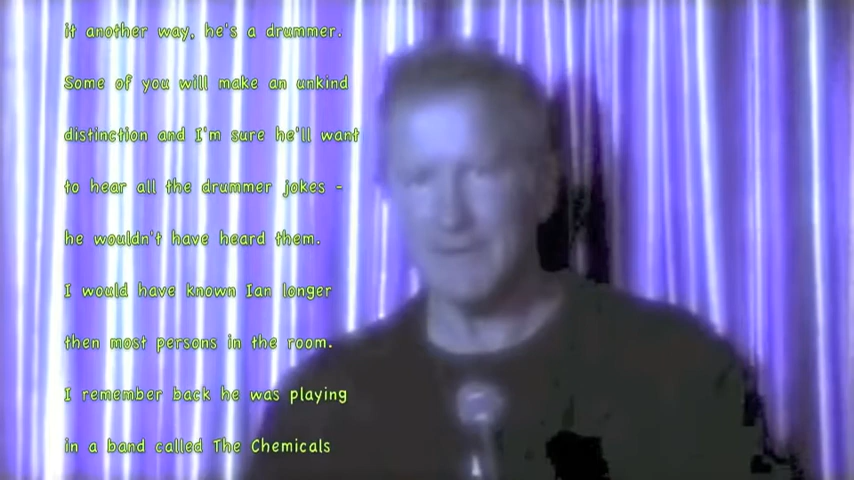 it another way, he's a drummer.
Some of you will make an unkind
distinction and I'm sure he'll want
to hear all the drummer jokes -
he wouldn't have heard them.
I would have known Ian longer
then most persons in the room.
I remember back he was playing
in a band called The Chemicals